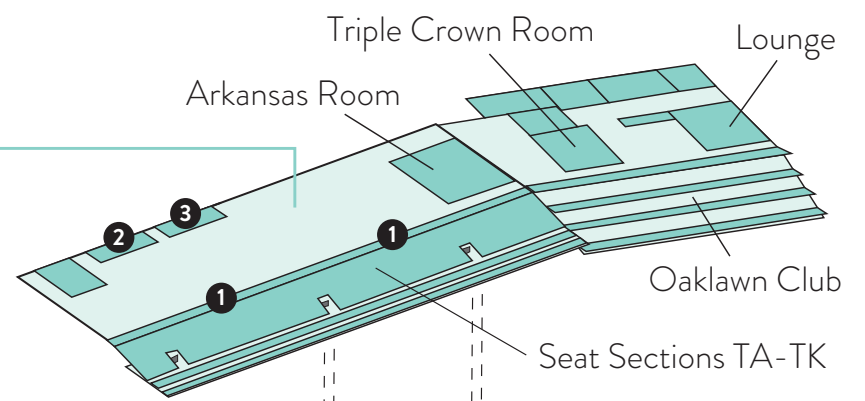 Triple Crown Room
Lounge
Arkansas Room
3
2
1
1
Oaklawn Club
Seat Sections TA-TK